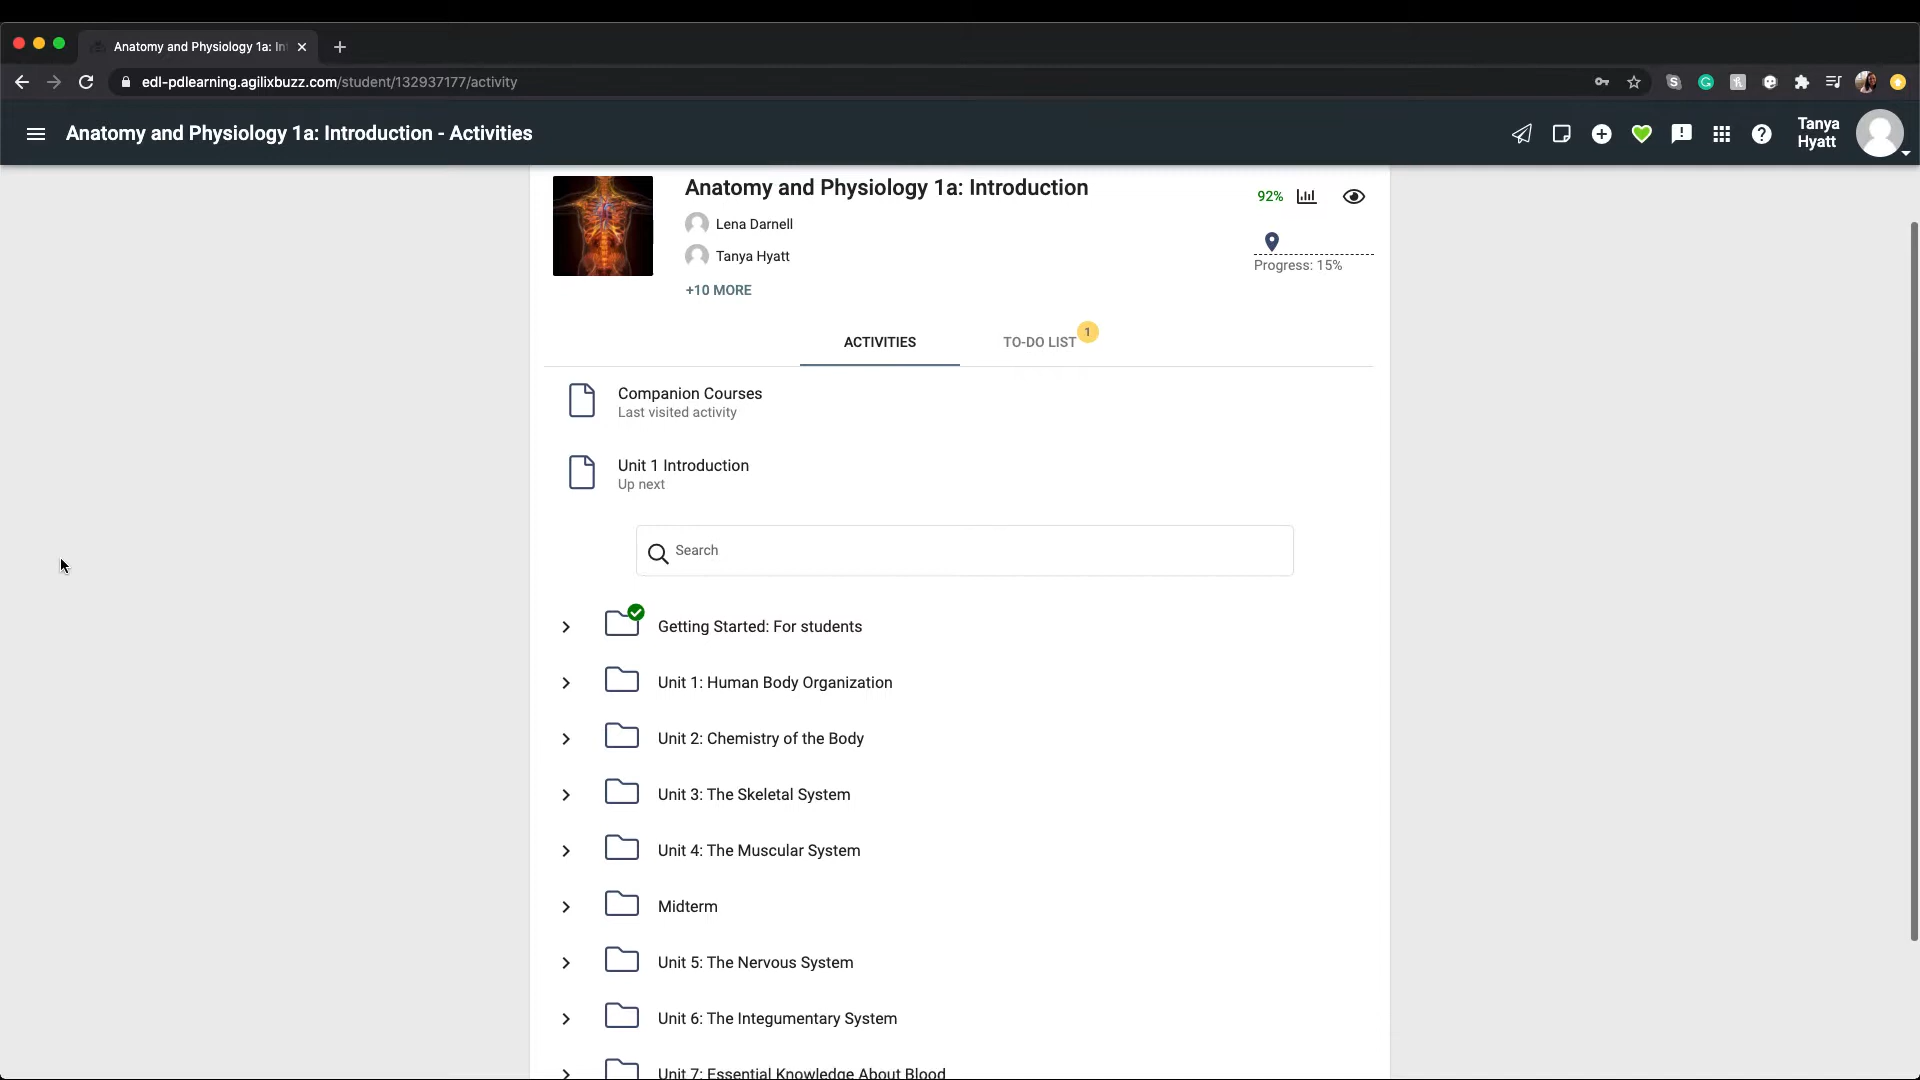 Anatomy and Physiology 1a: In
edl-pdlearning.agilixbuzz.com/student/132937177/activity
Anatomy and Physiology 1a: Introduction - Activities
Tanya
Hyatt
Anatomy and Physiology 1a: Introduction
92%
Lena Darnell
Tanya Hyatt
Progress: 15%
+10 MORE
ACTIVITIES
TO-DO LIST
1
Companion Courses
Last visited activity
Unit 1 Introduction
Up next
Search
Getting Started: For students
Unit 1: Human Body Organization
Unit 2: Chemistry of the Body
Unit 3: The Skeletal System
Unit 4: The Muscular System
Midterm
Unit 5: The Nervous System
Unit 6: The Integumentary System
Unit 7: Essential Knowledge About Blood